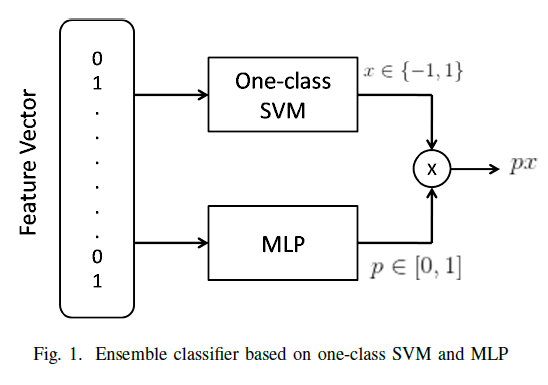 Feature Vector
0
1
.
.
.
.
.
.
0
1
One-class
SVM
x ∈ {−1, 1}
MLP
p ∈ [0, 1]
x
px
Fig. 1. Ensemble classifier based on one-class SVM and MLP